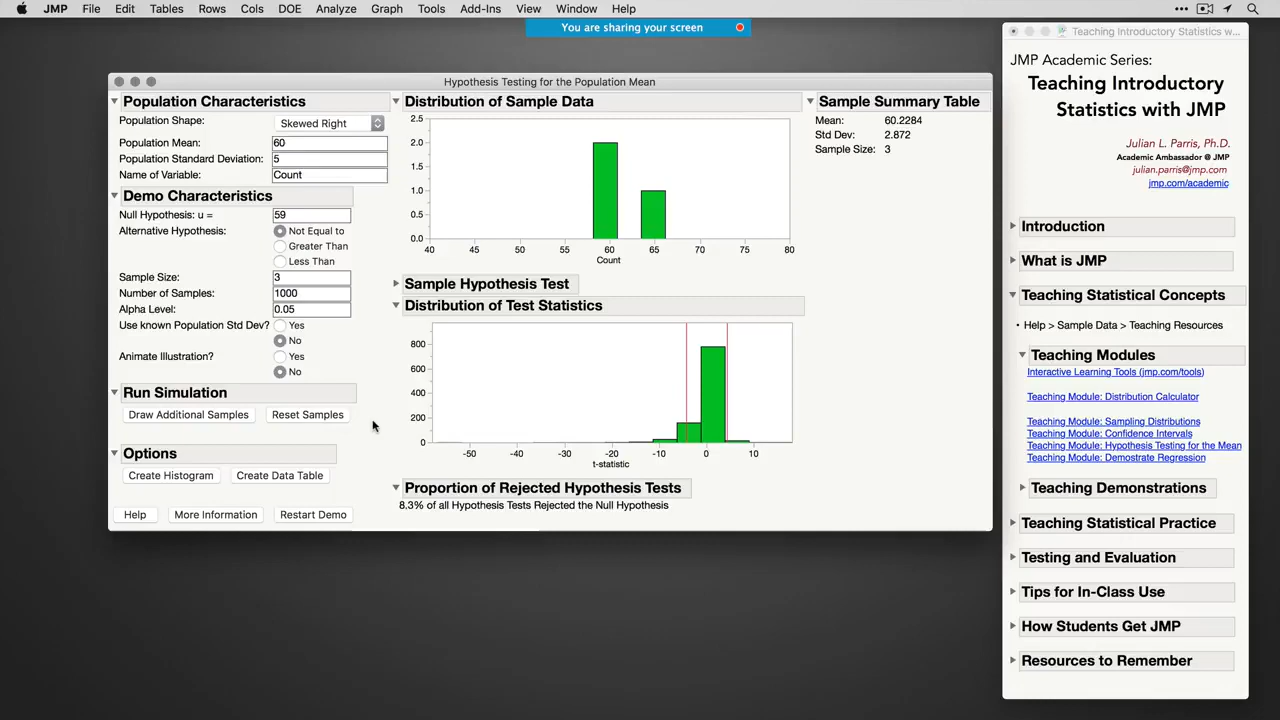 JMP File Edit Tables Rows Cols DOE Analyze Graph Tools Add-Ins View Window Help
You are sharing your screen
Hypothesis Testing for the Population Mean
Population Characteristics
Population Shape: Skewed Right
Population Mean: 60
Population Standard Deviation: 5
Name of Variable: Count
Demo Characteristics
Null Hypothesis: u = 59
Alternative Hypothesis: Not Equal to
Greater Than
Less Than
Sample Size: 3
Number of Samples: 1000
Alpha Level: 0.05
Use known Population Std Dev? Yes
No
Animate Illustration? Yes
No
Run Simulation
Draw Additional Samples Reset Samples
Options
Create Histogram Create Data Table
Help More Information Restart Demo
Distribution of Sample Data
2.5
2.0
1.5
1.0
0.5
0.0
40 45 50 55 60 65 70 75 80
Count
Sample Hypothesis Test
Distribution of Test Statistics
800
600
400
200
0
-50 -40 -30 -20 -10 0 10
t-statistic
Proportion of Rejected Hypothesis Tests
8.3% of all Hypothesis Tests Rejected the Null Hypothesis
Sample Summary Table
Mean: 60.2284
Std Dev: 2.872
Sample Size: 3
Teaching Introductory Statistics w...
JMP Academic Series:
Teaching Introductory
Statistics with JMP
Julian L. Parris, Ph.D.
Academic Ambassador @ JMP
julian.parris@jmp.com
jmp.com/academic
Introduction
What is JMP
Teaching Statistical Concepts
• Help > Sample Data > Teaching Resources
Teaching Modules
Interactive Learning Tools (jmp.com/tools)
Teaching Module: Distribution Calculator
Teaching Module: Sampling Distributions
Teaching Module: Confidence Intervals
Teaching Module: Hypothesis Testing for the Mean
Teaching Module: Demostrate Regression
Teaching Demonstrations
Teaching Statistical Practice
Testing and Evaluation
Tips for In-Class Use
How Students Get JMP
Resources to Remember